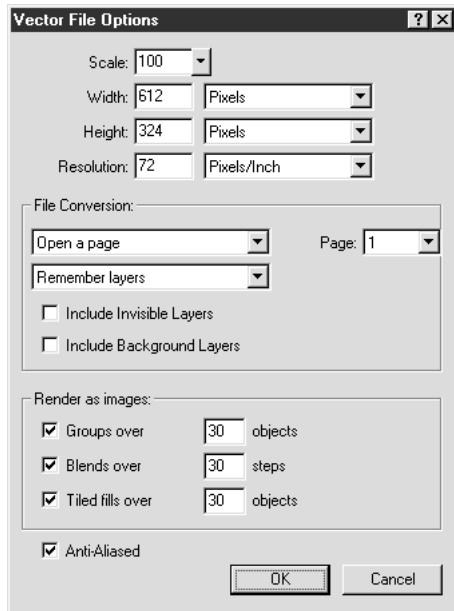 Vector File Options
Scale: 100
Width: 612 Pixels
Height: 324 Pixels
Resolution: 72 Pixels/Inch
File Conversion:
Open a page Page: 1
Remember layers
Include Invisible Layers
Include Background Layers
Render as images:
Groups over 30 objects
Blends over 30 steps
Tiled fills over 30 objects
Anti-Aliased
OK Cancel